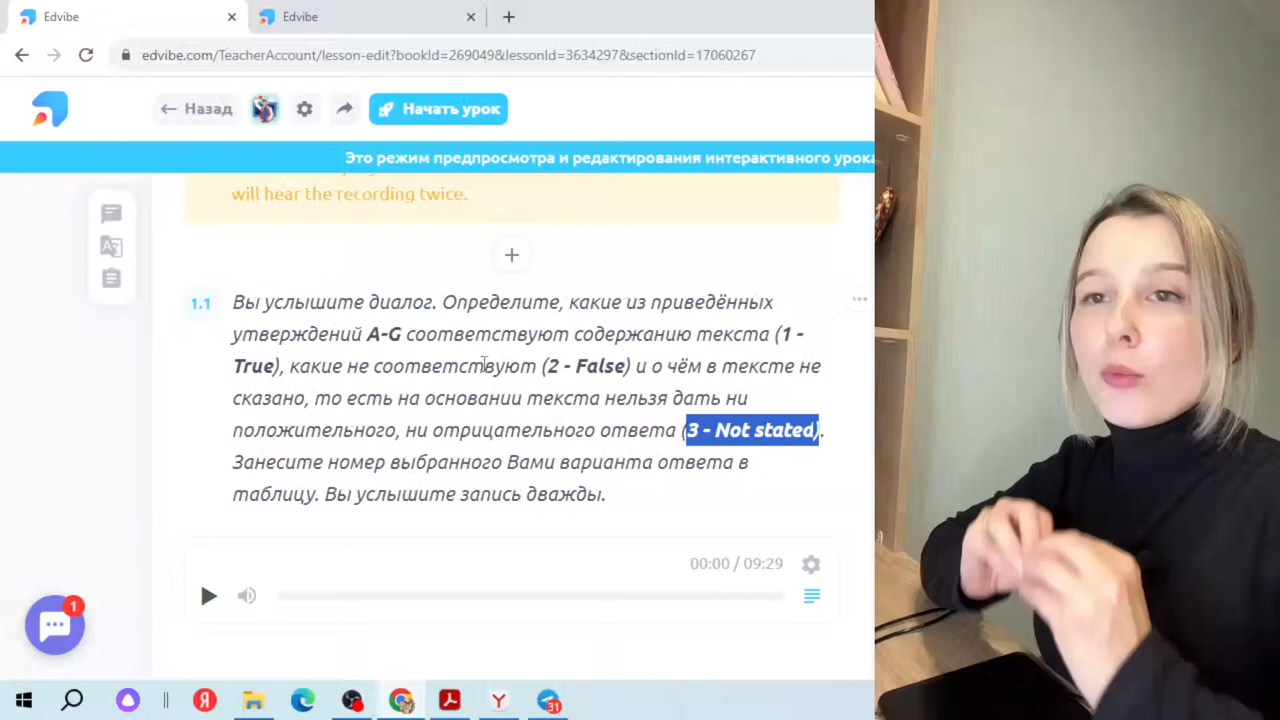 Edvibe
Edvibe
edvibe.com/TeacherAccount/lesson-edit?bookId=269049&lessonId=3634297&sectionId=17060267
Назад
Начать урок
Это режим предпросмотра и редактирования интерактивного урока
will hear the recording twice.
1.1 Вы услышите диалог. Определите, какие из приведённых
утверждений A-G соответствуют содержанию текста (1 -
True), какие не соответствуют (2 - False) и о чём в тексте не
сказано, то есть на основании текста нельзя дать ни
положительного, ни отрицательного ответа (3 - Not stated).
Занесите номер выбранного Вами варианта ответа в
таблицу. Вы услышите запись дважды.
00:00 / 09:29
1
31